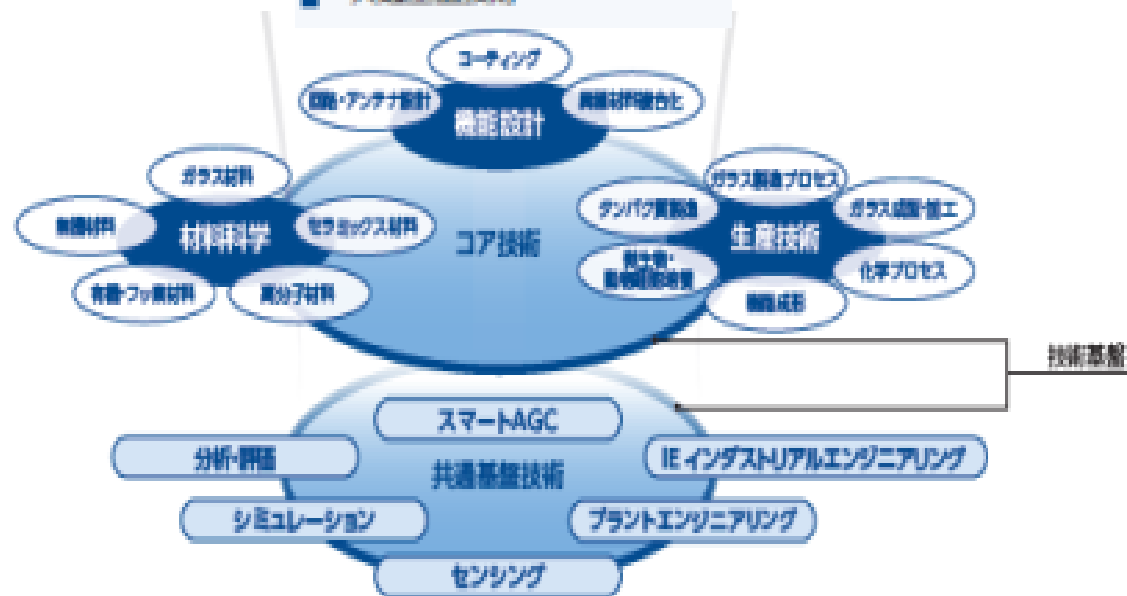 コーティング
・アンテナ設計
複合化
機能設計
ガラス材料
無機材料
セラミックス材料
材料科学
有機・フッ素材料
高分子材料
コア技術
ガラス製造プロセス
タンパク質製造
ガラス成形・加工
生産技術
化学プロセス
微生物・
機能成形
技術基盤
スマートAGC
分析・評価
IE インダストリアルエンジニアリング
共通基盤技術
シミュレーション
プラントエンジニアリング
センシング